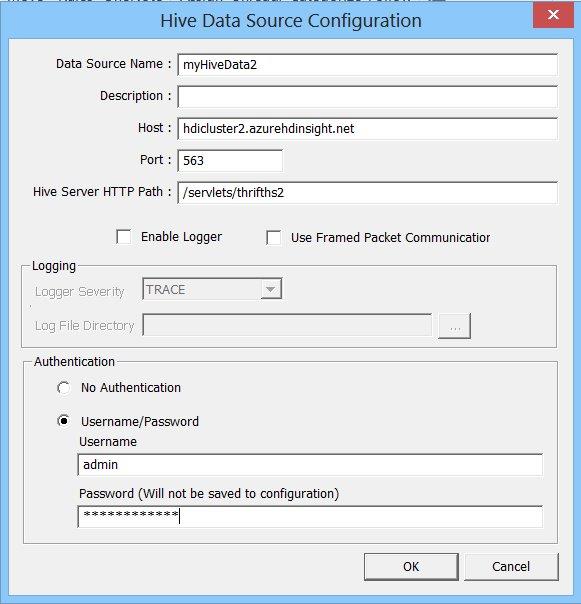 Hive Data Source Configuration
Data Source Name : myHiveData2
Description :
Host : hdicluster2.azurehdinsight.net
Port : 563
Hive Server HTTP Path : /servlets/thrifths2
Enable Logger Use Framed Packet Communication
Logging
Logger Severity TRACE
Log File Directory ...
Authentication
No Authentication
Username/Password
Username
admin
Password (Will not be saved to configuration)
************
OK Cancel